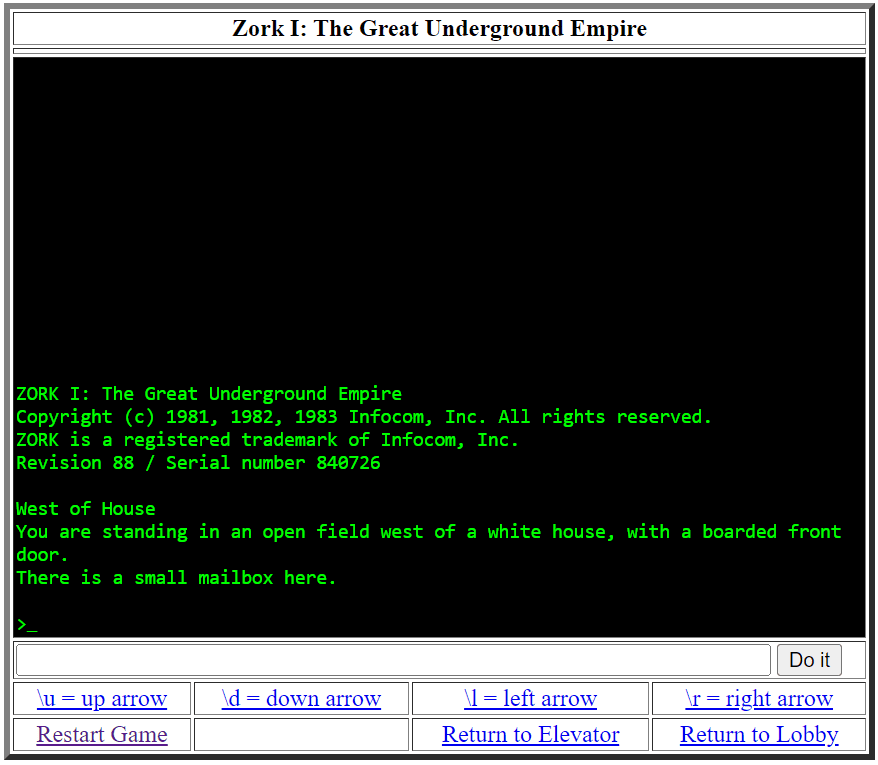 Zork I: The Great Underground Empire
ZORK I: The Great Underground Empire
Copyright (c) 1981, 1982, 1983 Infocom, Inc. All rights reserved.
ZORK is a registered trademark of Infocom, Inc.
Revision 88 / Serial number 840726
West of House
You are standing in an open field west of a white house, with a boarded front
door.
There is a small mailbox here.
>_
Do it
\u = up arrow
\d = down arrow
\l = left arrow
\r = right arrow
Restart Game
Return to Elevator
Return to Lobby